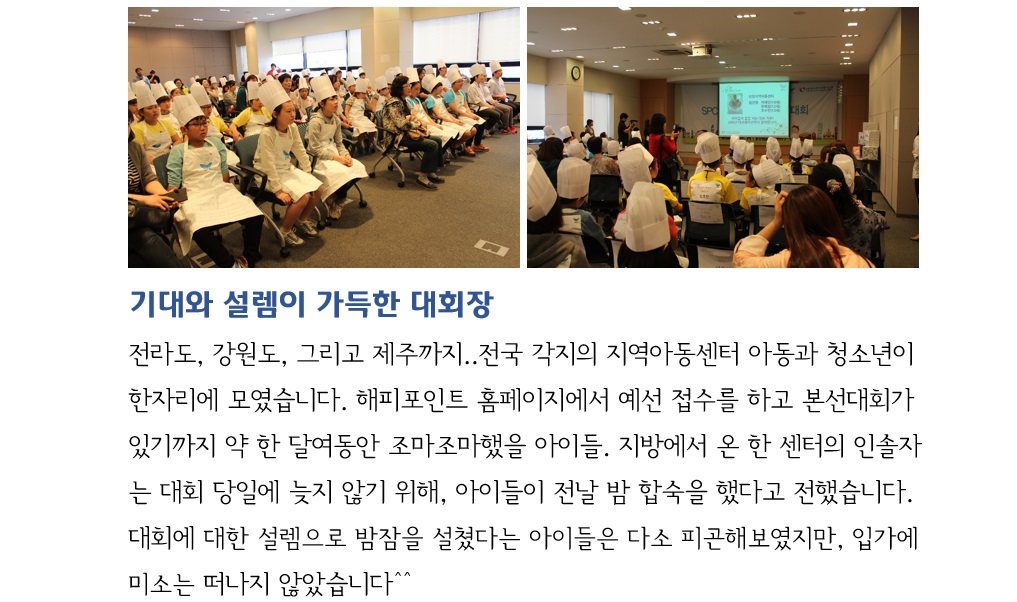 SPC
대회
기대와 설렘이 가득한 대회장
전라도, 강원도, 그리고 제주까지..전국 각지의 지역아동센터 아동과 청소년이
한자리에 모였습니다. 해피포인트 홈페이지에서 예선 접수를 하고 본선대회가
있기까지 약 한 달여동안 조마조마했을 아이들. 지방에서 온 한 센터의 인솔자
는 대회 당일에 늦지 않기 위해, 아이들이 전날 밤 합숙을 했다고 전했습니다.
대회에 대한 설렘으로 밤잠을 설쳤다는 아이들은 다소 피곤해보였지만, 입가에
미소는 떠나지 않았습니다^^